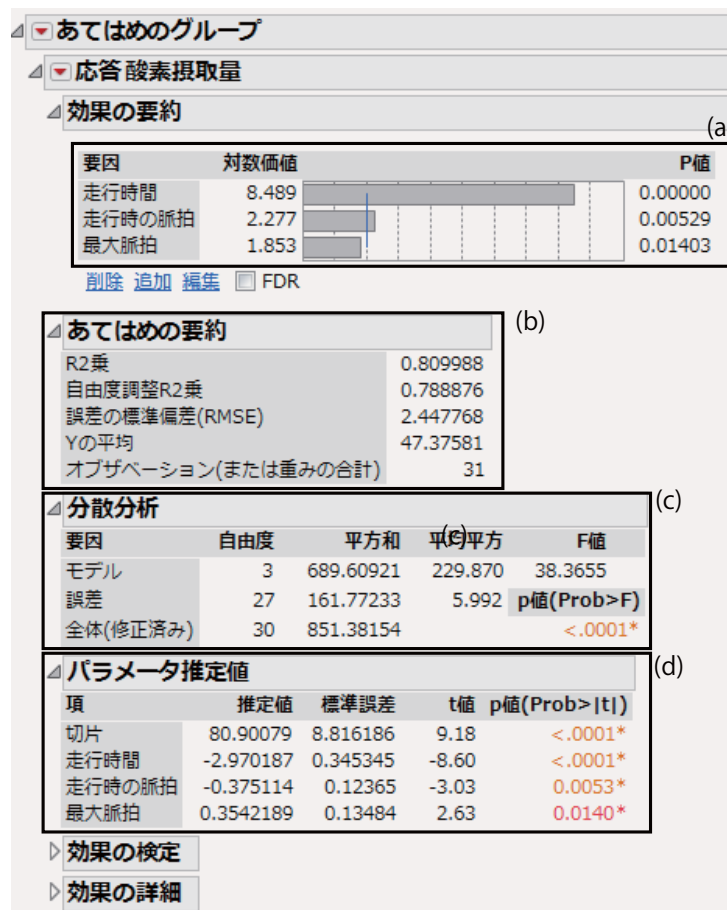 あてはめのグループ
応答 酸素摂取量
効果の要約
(a
要因 対数価値 P値
走行時間 8.489 0.00000
走行時の脈拍 2.277 0.00529
最大脈拍 1.853 0.01403
削除 追加 編集 FDR
(b)
あてはめの要約
R2乗 0.809988
自由度調整R2乗 0.788876
誤差の標準偏差(RMSE) 2.447768
Yの平均 47.37581
オブザベーション(または重みの合計) 31
(c)
分散分析
(c)
要因 自由度 平方和 平均平方 F値
モデル 3 689.60921 229.870 38.3655
誤差 27 161.77233 5.992 p値(Prob>F)
全体(修正済み) 30 851.38154 <.0001*
(d)
パラメータ推定値
項 推定値 標準誤差 t値 p値(Prob>|t|)
切片 80.90079 8.816186 9.18 <.0001*
走行時間 -2.970187 0.345345 -8.60 <.0001*
走行時の脈拍 -0.375114 0.12365 -3.03 0.0053*
最大脈拍 0.3542189 0.13484 2.63 0.0140*
効果の検定
効果の詳細